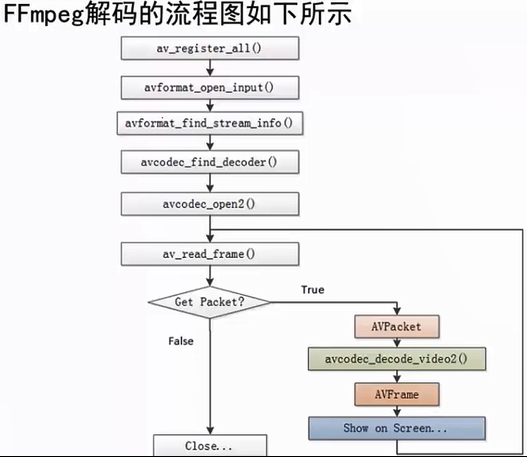 FFmpeg解码的流程图如下所示
av_register_all()
avformat_open_input()
avformat_find_stream_info()
avcodec_find_decoder()
avcodec_open2()
av_read_frame()
Get Packet?
True
False
AVPacket
avcodec_decode_video2()
AVFrame
Show on Screen...
Close...